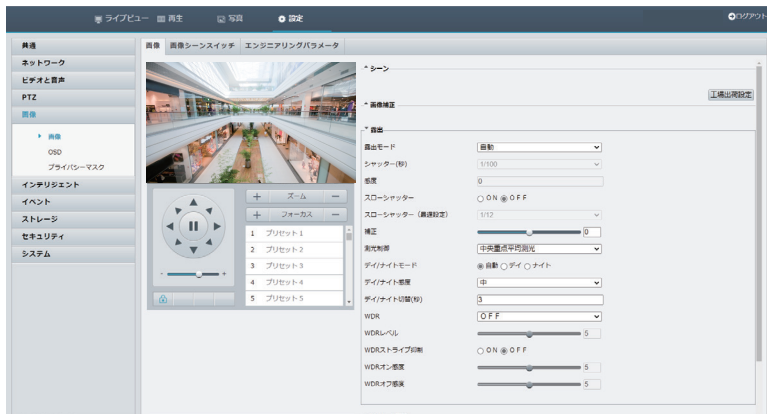 ライブビュー 再生 写真 設定 ログアウト
共通
ネットワーク
ビデオと音声
PTZ
画像
画像
OSD
プライバシーマスク
インテリジェント
イベント
ストレージ
セキュリティ
システム
画像 画像シーンスイッチ エンジニアリングパラメータ
+ ズーム −
+ フォーカス −
1 プリセット 1
2 プリセット 2
3 プリセット 3
4 プリセット 4
5 プリセット 5
シーン
工場出荷設定
画像補正
露出
露出モード 自動
シャッター(秒) 1/100
感度 0
スローシャッター ON OFF
スローシャッター (最速設定) 1/12
補正 0
測光制御 中央重点平均測光
デイ/ナイトモード 自動 デイ ナイト
デイ/ナイト感度 中
デイ/ナイト切替(秒) 3
WDR OFF
WDRレベル 5
WDRストライプ抑制 ON OFF
WDRオン感度 5
WDRオフ感度 5